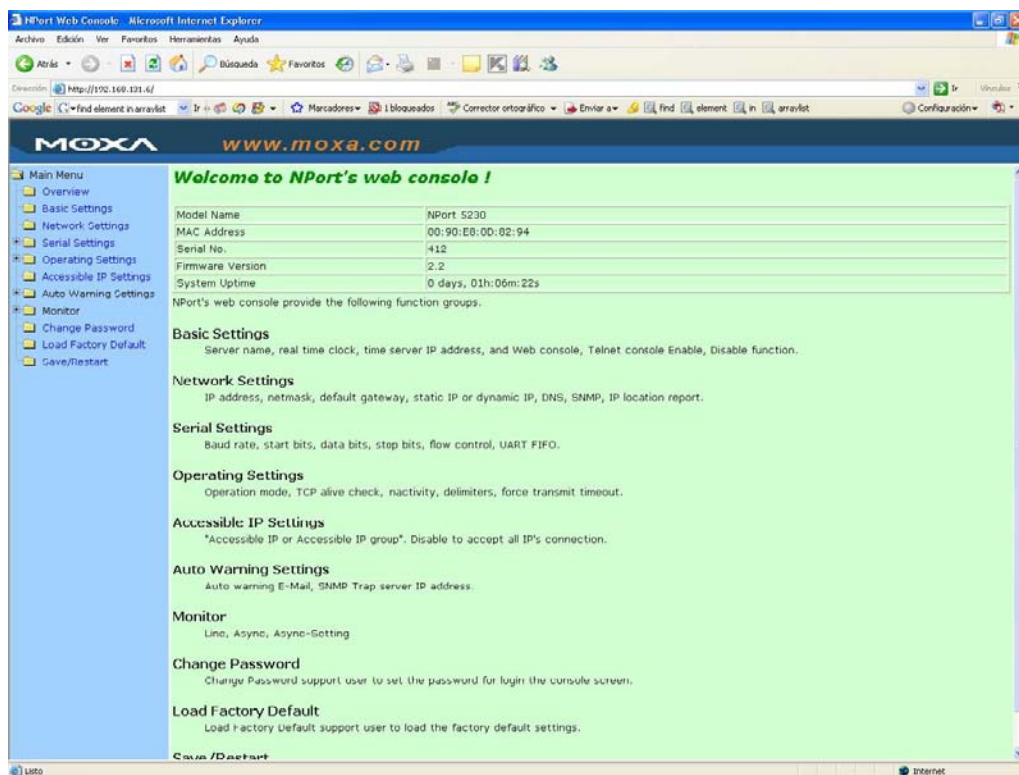 NPort Web Console - Microsoft Internet Explorer
Archivo Edición Ver Favoritos Herramientas Ayuda
Atrás Búsqueda Favoritos
Dirección http://192.168.131.6/ Ir Vínculos
Google find element in arraylist Ir Marcadores 1 bloqueados Corrector ortográfico Enviar a find element in arraylist Configuración
MOXA www.moxa.com
Main Menu
Overview
Basic Settings
Network Settings
Serial Settings
Operating Settings
Accessible IP Settings
Auto Warning Settings
Monitor
Change Password
Load Factory Default
Save/Restart
Welcome to NPort's web console !
Model Name NPort 5230
MAC Address 00:90:E8:0D:82:94
Serial No. 412
Firmware Version 2.2
System Uptime 0 days, 01h:06m:22s
NPort's web console provide the following function groups.
Basic Settings
Server name, real time clock, time server IP address, and Web console, Telnet console Enable, Disable function.
Network Settings
IP address, netmask, default gateway, static IP or dynamic IP, DNS, SNMP, IP location report.
Serial Settings
Baud rate, start bits, data bits, stop bits, flow control, UART FIFO.
Operating Settings
Operation mode, TCP alive check, nactivity, delimiters, force transmit timeout.
Accessible IP Settings
"Accessible IP or Accessible IP group". Disable to accept all IP's connection.
Auto Warning Settings
Auto warning E-Mail, SNMP Trap server IP address.
Monitor
Line, Async, Async-Setting
Change Password
Change Password support user to set the password for login the console screen.
Load Factory Default
Load Factory Default support user to load the factory default settings.
Save/Restart
Listo Internet